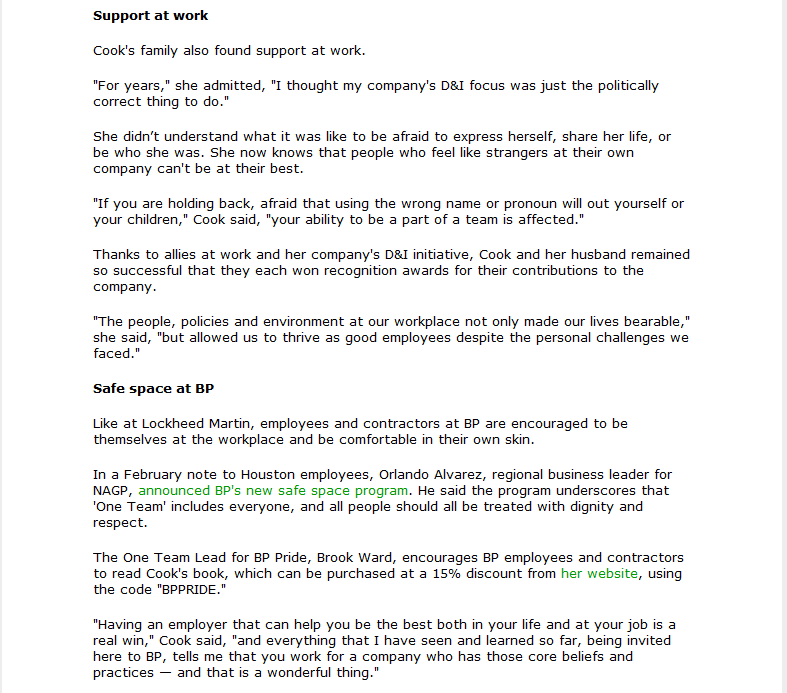 Support at work
Cook's family also found support at work.
"For years," she admitted, "I thought my company's D&I focus was just the politically
correct thing to do."
She didn’t understand what it was like to be afraid to express herself, share her life, or
be who she was. She now knows that people who feel like strangers at their own
company can't be at their best.
"If you are holding back, afraid that using the wrong name or pronoun will out yourself or
your children," Cook said, "your ability to be a part of a team is affected."
Thanks to allies at work and her company's D&I initiative, Cook and her husband remained
so successful that they each won recognition awards for their contributions to the
company.
"The people, policies and environment at our workplace not only made our lives bearable,"
she said, "but allowed us to thrive as good employees despite the personal challenges we
faced."
Safe space at BP
Like at Lockheed Martin, employees and contractors at BP are encouraged to be
themselves at the workplace and be comfortable in their own skin.
In a February note to Houston employees, Orlando Alvarez, regional business leader for
NAGP, announced BP's new safe space program. He said the program underscores that
'One Team' includes everyone, and all people should all be treated with dignity and
respect.
The One Team Lead for BP Pride, Brook Ward, encourages BP employees and contractors
to read Cook's book, which can be purchased at a 15% discount from her website, using
the code "BPPRIDE."
"Having an employer that can help you be the best both in your life and at your job is a
real win," Cook said, "and everything that I have seen and learned so far, being invited
here to BP, tells me that you work for a company who has those core beliefs and
practices — and that is a wonderful thing."